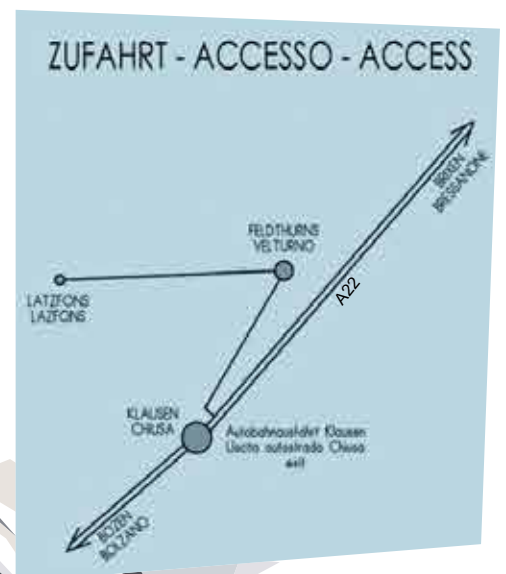 ZUFAHRT - ACCESSO - ACCESS
BRIXEN
BRESSANONE
FELDTHURNS
VELTURNO
A22
LATZFONS
LAZFONS
KLAUSEN
CHIUSA
Autobahnausfahrt Klausen
Uscita autostrada Chiusa
exit
BOZEN
BOLZANO